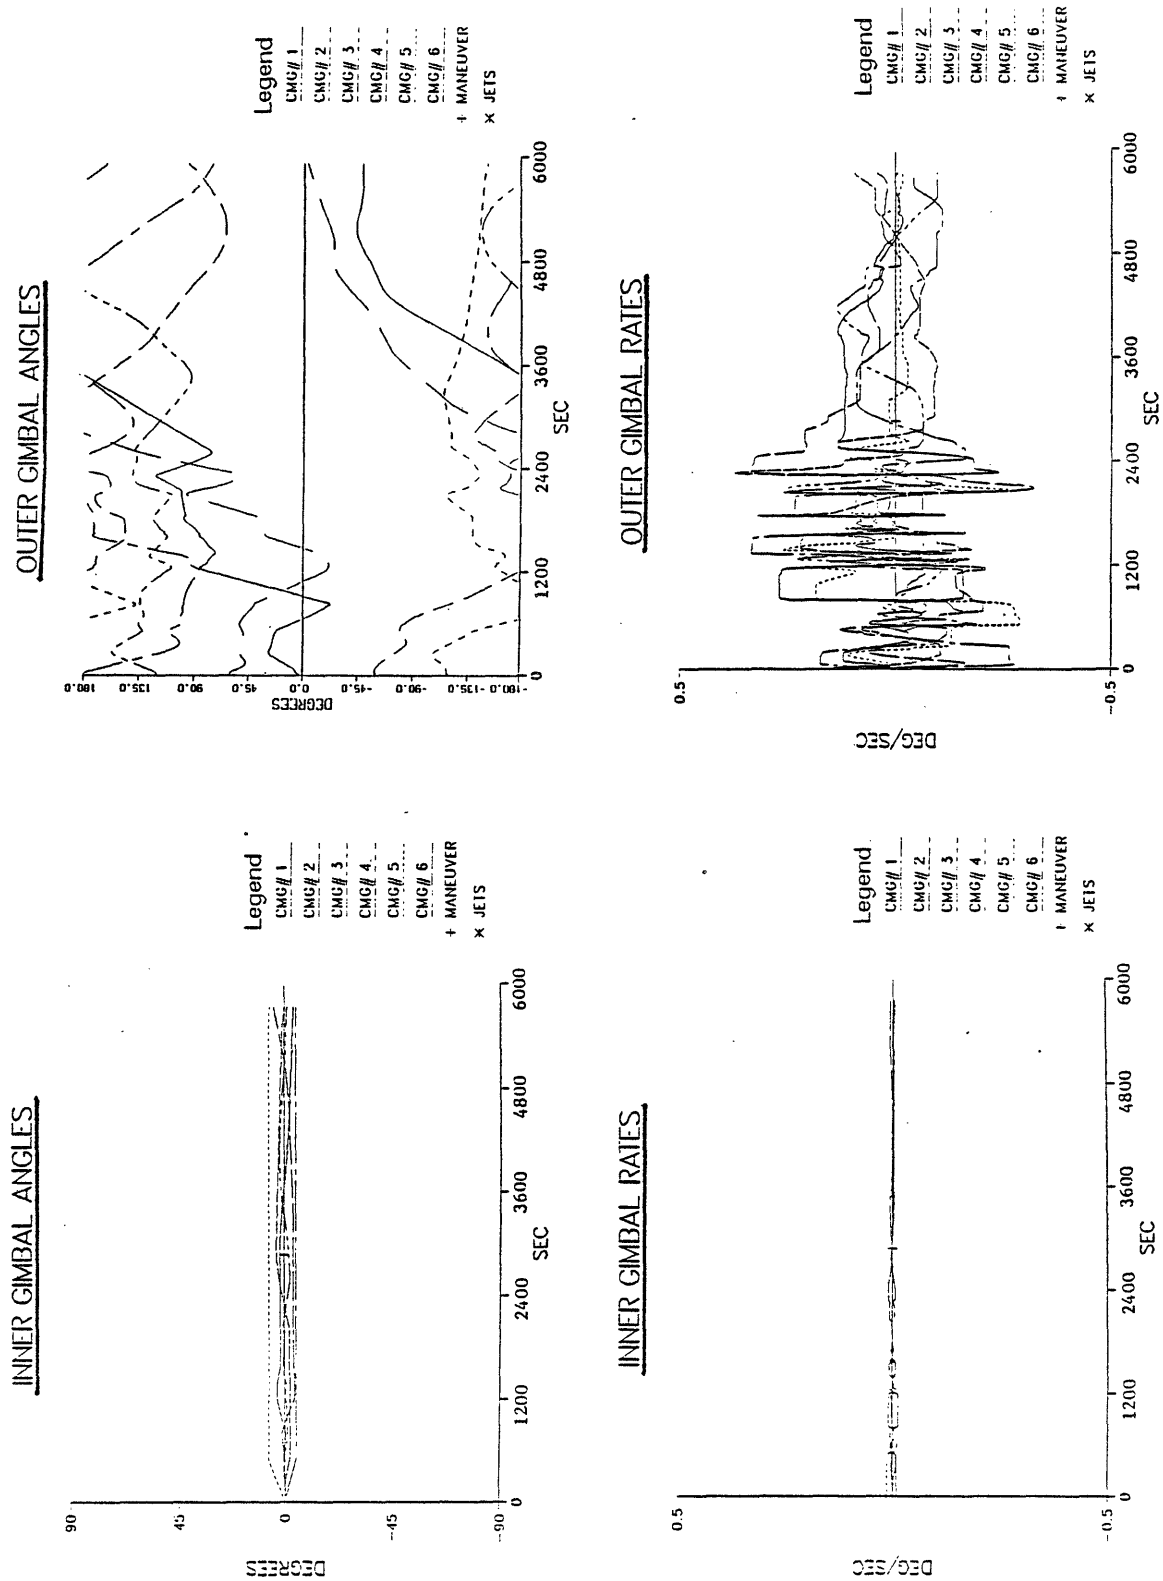 INNER GIMBAL ANGLES
90
45
0
-45
-90
DEGREES
0 1200 2400 3600 4800 6000
SEC
Legend
CMG# 1
CMG# 2
CMG# 3
CMG# 4
CMG# 5
CMG# 6
+ MANEUVER
× JETS
OUTER GIMBAL ANGLES
180.0
135.0
90.0
45.0
0.0
-45.0
-90.0
-135.0
-180.0
DEGREES
0 1200 2400 3600 4800 6000
SEC
Legend
CMG# 1
CMG# 2
CMG# 3
CMG# 4
CMG# 5
CMG# 6
+ MANEUVER
× JETS
INNER GIMBAL RATES
0.5
-0.5
DEG/SEC
0 1200 2400 3600 4800 6000
SEC
Legend
CMG# 1
CMG# 2
CMG# 3
CMG# 4
CMG# 5
CMG# 6
+ MANEUVER
× JETS
OUTER GIMBAL RATES
0.5
-0.5
DEG/SEC
0 1200 2400 3600 4800 6000
SEC
Legend
CMG# 1
CMG# 2
CMG# 3
CMG# 4
CMG# 5
CMG# 6
+ MANEUVER
× JETS